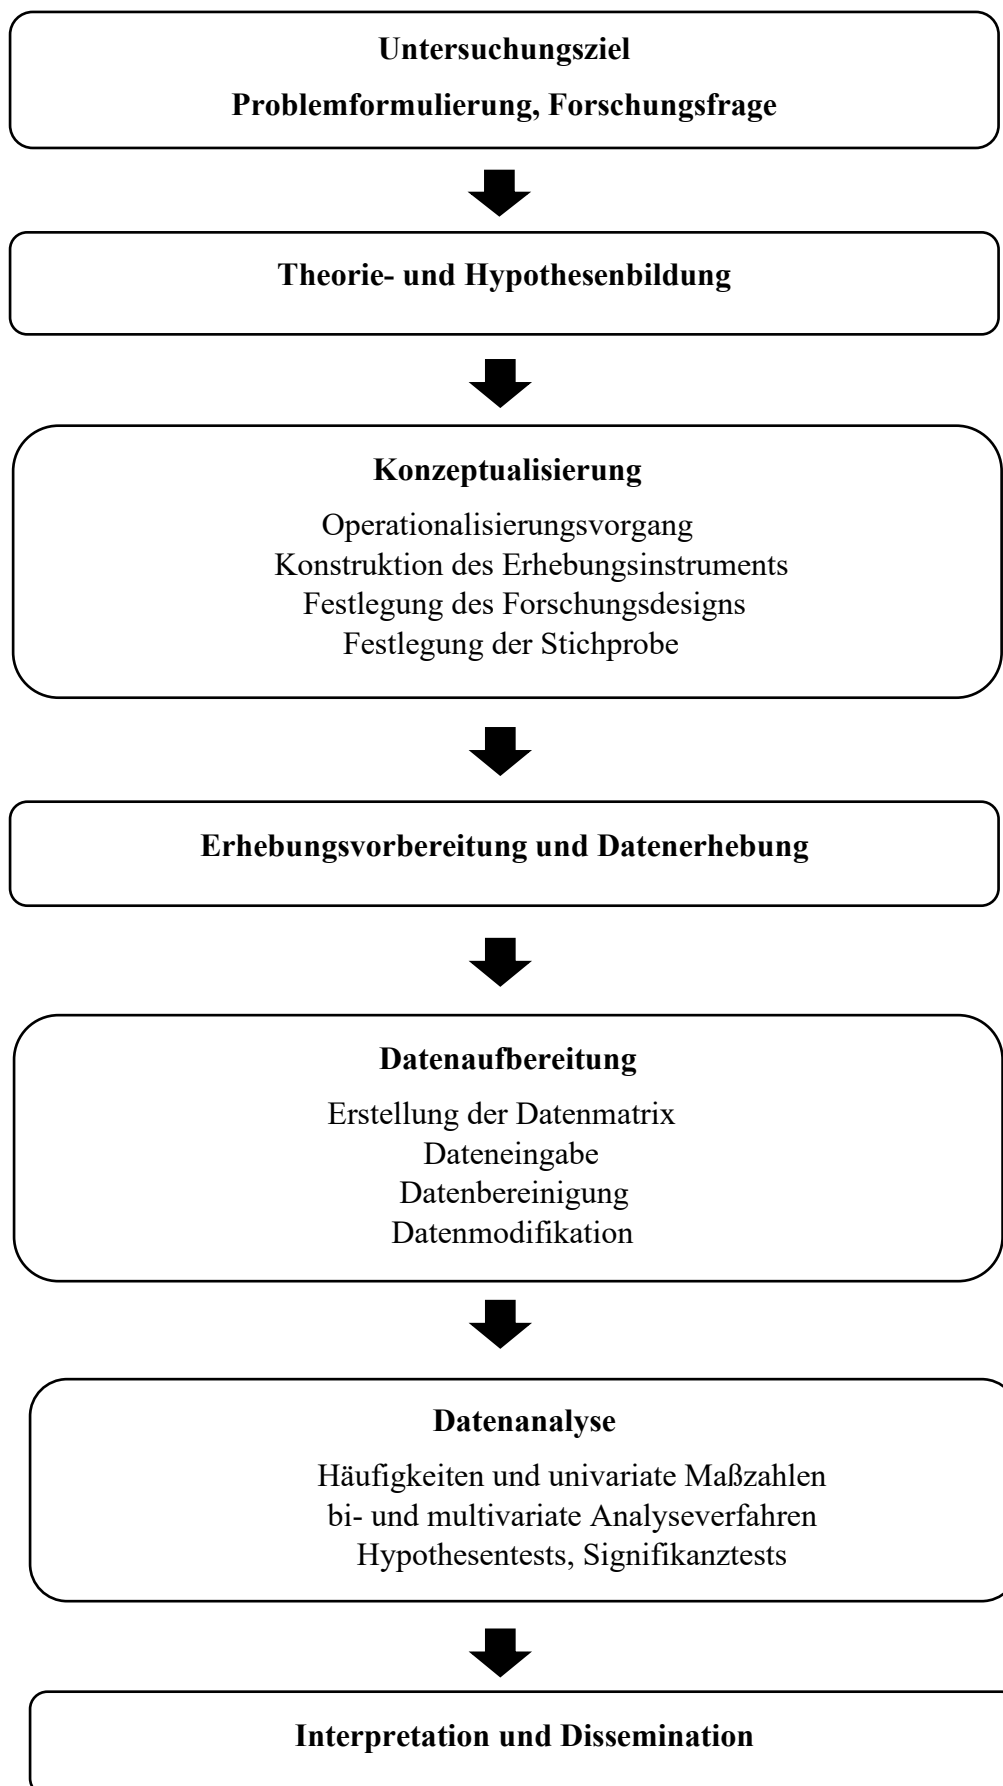 Untersuchungsziel
Problemformulierung, Forschungsfrage
Theorie- und Hypothesenbildung
Konzeptualisierung
Operationalisierungsvorgang
Konstruktion des Erhebungsinstruments
Festlegung des Forschungsdesigns
Festlegung der Stichprobe
Erhebungsvorbereitung und Datenerhebung
Datenaufbereitung
Erstellung der Datenmatrix
Dateneingabe
Datenbereinigung
Datenmodifikation
Datenanalyse
Häufigkeiten und univariate Maßzahlen
bi- und multivariate Analyseverfahren
Hypothesentests, Signifikanztests
Interpretation und Dissemination